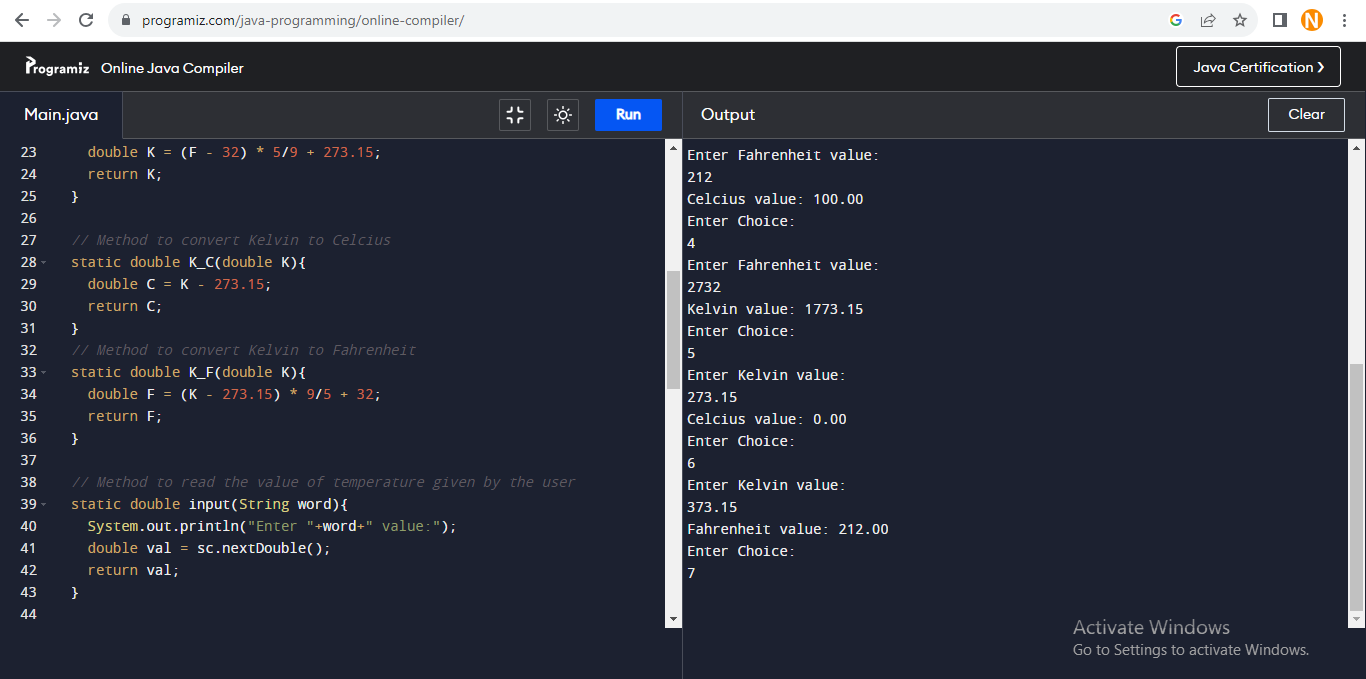 programiz.com/java-programming/online-compiler/
G
N
Programiz Online Java Compiler
Java Certification ❯
Main.java
Run
23 double K = (F - 32) * 5/9 + 273.15;
24 return K;
25 }
26
27 // Method to convert Kelvin to Celcius
28 static double K_C(double K){
29 double C = K - 273.15;
30 return C;
31 }
32 // Method to convert Kelvin to Fahrenheit
33 static double K_F(double K){
34 double F = (K - 273.15) * 9/5 + 32;
35 return F;
36 }
37
38 // Method to read the value of temperature given by the user
39 static double input(String word){
40 System.out.println("Enter "+word+" value:");
41 double val = sc.nextDouble();
42 return val;
43 }
44
Output
Clear
Enter Fahrenheit value:
212
Celcius value: 100.00
Enter Choice:
4
Enter Fahrenheit value:
2732
Kelvin value: 1773.15
Enter Choice:
5
Enter Kelvin value:
273.15
Celcius value: 0.00
Enter Choice:
6
Enter Kelvin value:
373.15
Fahrenheit value: 212.00
Enter Choice:
7
Activate Windows
Go to Settings to activate Windows.